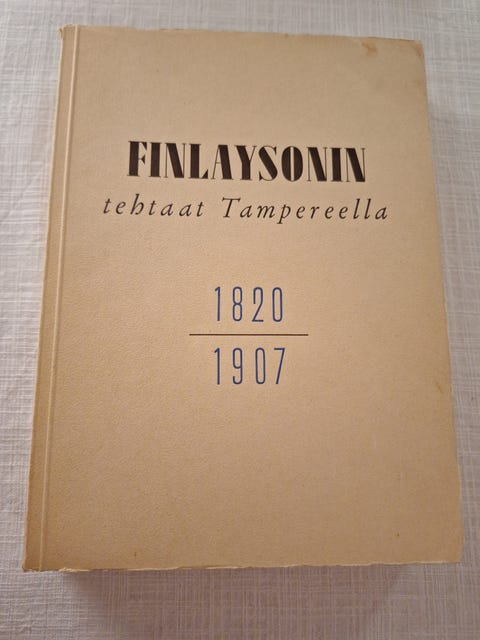 FINLAYSONIN
tehtaat Tampereella
1820
1907